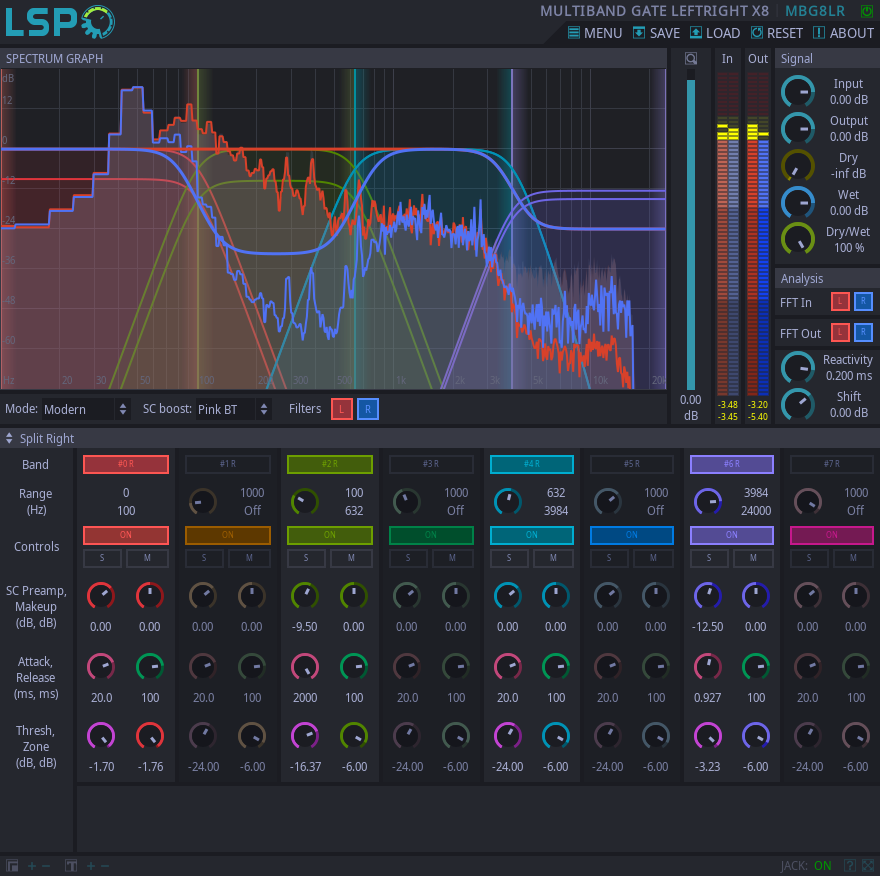 LSP
MULTIBAND GATE LEFTRIGHT X8 MBG8LR
MENU SAVE LOAD RESET ABOUT
SPECTRUM GRAPH
In Out
Signal
dB
12
0
-12
-24
-36
-48
-60
Hz 20 30 50 100 200 300 500 1k 2k 3k 5k 10k 20k
0.00
dB
-3.48 -3.20
-3.45 -5.40
Input
0.00 dB
Output
0.00 dB
Dry
-inf dB
Wet
0.00 dB
Dry/Wet
100 %
Analysis
FFT In L R
FFT Out L R
Reactivity
0.200 ms
Shift
0.00 dB
Mode: Modern SC boost: Pink BT Filters L R
Split Right
Band #0 R #1 R #2 R #3 R #4 R #5 R #6 R #7 R
Range
(Hz)
0 1000 100 1000 632 1000 3984 1000
100 Off 632 Off 3984 Off 24000 Off
Controls
ON ON ON ON ON ON ON ON
S M S M S M S M S M S M S M S M
SC Preamp,
Makeup
(dB, dB)
0.00 0.00 0.00 0.00 -9.50 0.00 0.00 0.00 0.00 0.00 0.00 0.00 -12.50 0.00 0.00 0.00
Attack,
Release
(ms, ms)
20.0 100 20.0 100 2000 100 20.0 100 20.0 100 20.0 100 0.927 100 20.0 100
Thresh,
Zone
(dB, dB)
-1.70 -1.76 -24.00 -6.00 -16.37 -6.00 -24.00 -6.00 -24.00 -6.00 -24.00 -6.00 -3.23 -6.00 -24.00 -6.00
JACK: ON ?